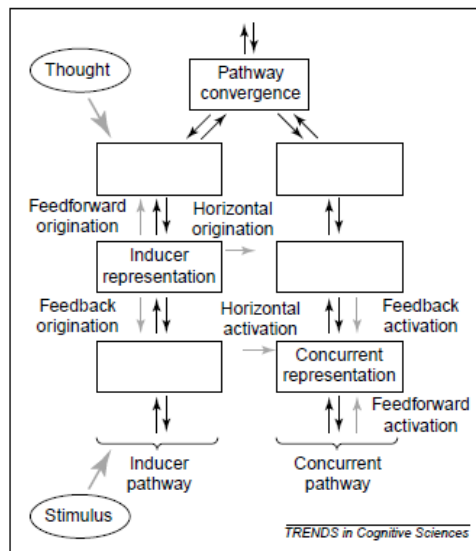 Thought
Pathway
convergence
Feedforward
origination
Horizontal
origination
Inducer
representation
Feedback
origination
Horizontal
activation
Feedback
activation
Concurrent
representation
Feedforward
activation
Inducer
pathway
Concurrent
pathway
Stimulus
TRENDS in Cognitive Sciences